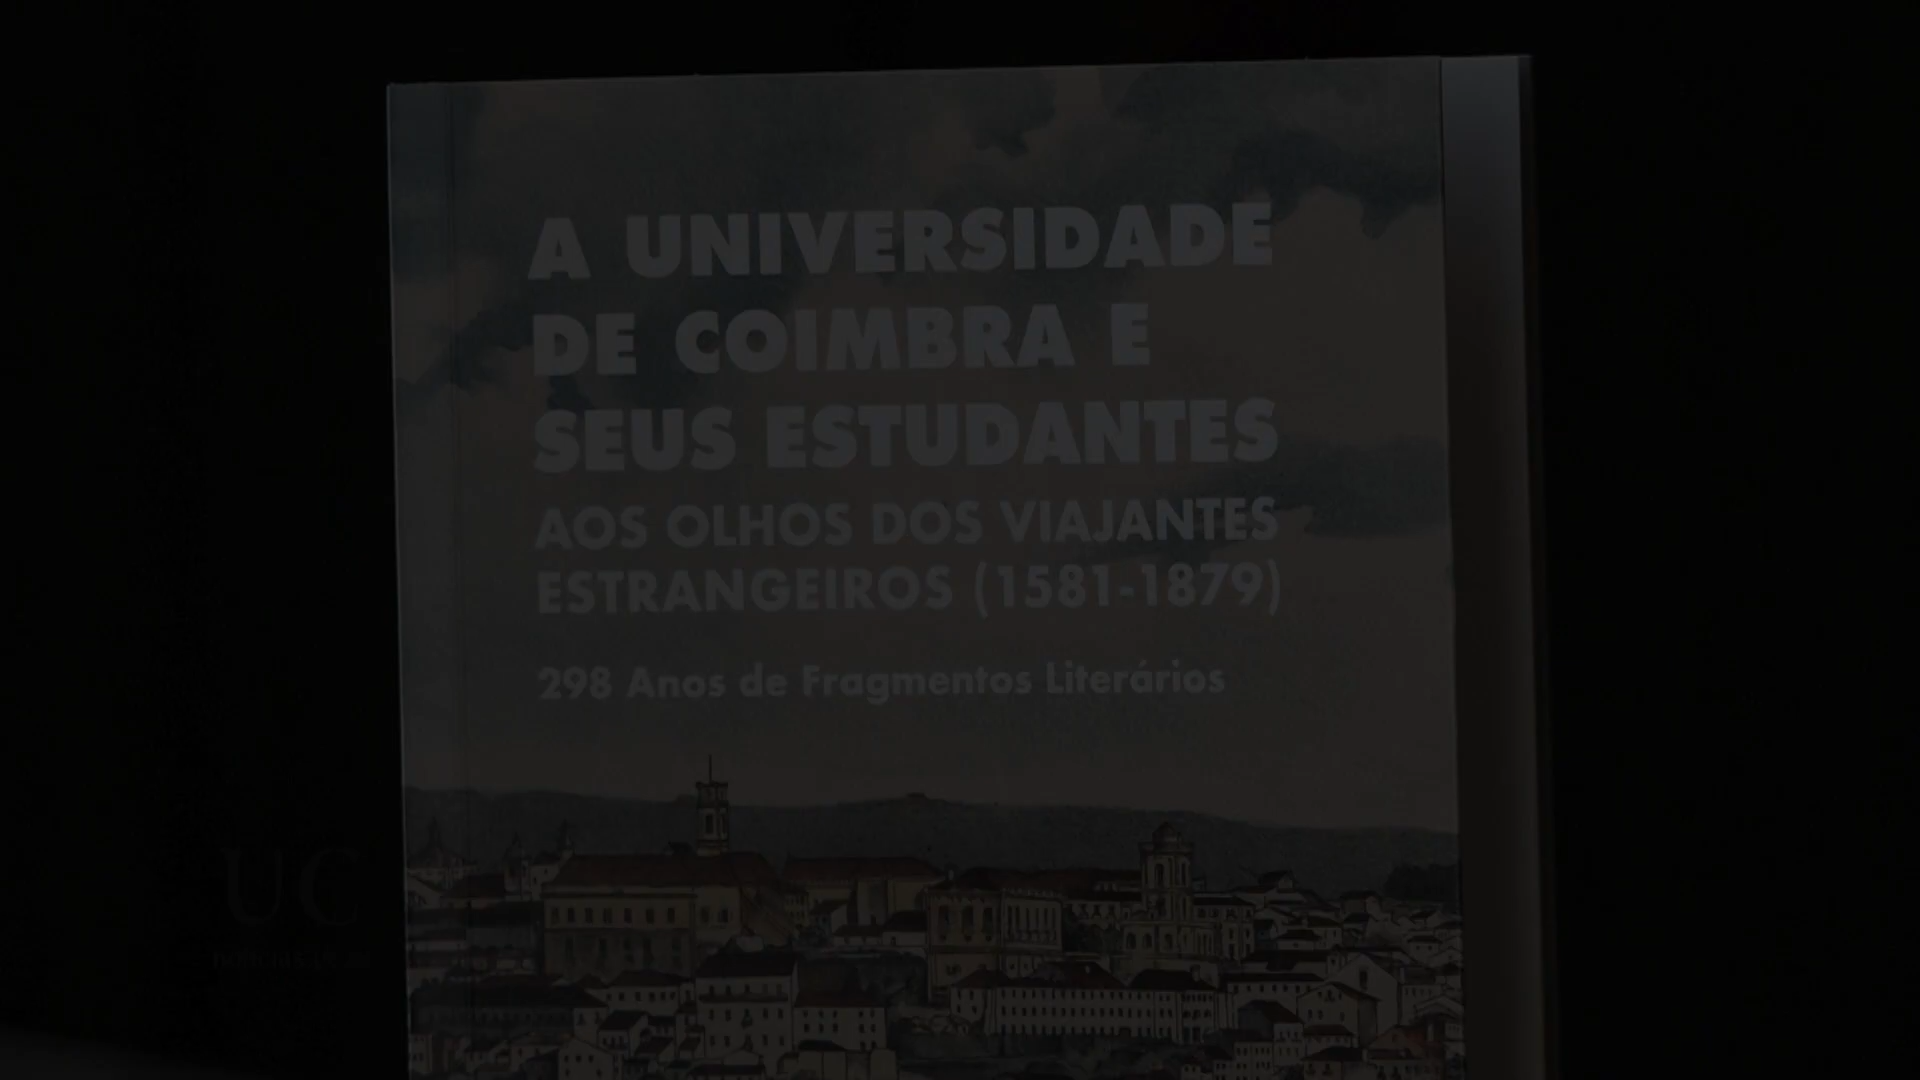 A UNIVERSIDADE
DE COIMBRA E
SEUS ESTUDANTES
AOS OLHOS DOS VIAJANTES
ESTRANGEIROS (1581-1879)
298 Anos de Fragmentos Literários
UC